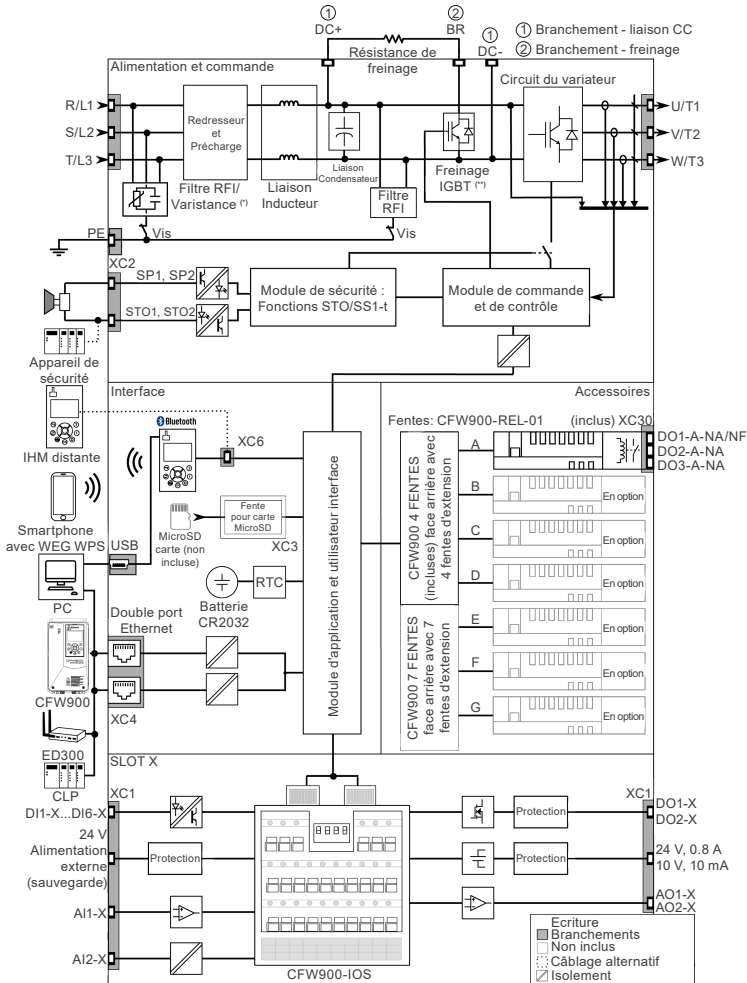 ① Branchement - liaison CC
② Branchement - freinage
①
DC+
②
BR
①
DC-
Résistance de
freinage
Alimentation et commande
Circuit du variateur
R/L1
S/L2
T/L3
Redresseur
et
Précharge
Liaison
Condensateur
U/T1
V/T2
W/T3
Filtre RFI/
Varistance (*)
Liaison
Inducteur
Filtre
RFI
Freinage
IGBT (**)
PE
Vis
Vis
XC2
SP1, SP2
STO1, STO2
Module de sécurité :
Fonctions STO/SS1-t
Module de commande
et de contrôle
Appareil de
sécurité
Interface
Accessoires
Bluetooth
XC6
IHM distante
Fentes: CFW900-REL-01 (inclus) XC30
A
DO1-A-NA/NF
DO2-A-NA
DO3-A-NA
B
En option
C
En option
D
En option
E
En option
F
En option
G
En option
CFW900 4 FENTES
(incluses) face arrière avec
4 fentes d'extension
CFW900 7 FENTES
face arrière avec 7
fentes d'extension
Module d'application et utilisateur interface
Smartphone
avec WEG WPS
USB
MicroSD
carte (non
incluse)
Fente
pour carte
MicroSD
XC3
PC
Batterie
CR2032
RTC
Double port
Ethernet
CFW900
XC4
ED300
CLP
SLOT X
XC1
DI1-X...DI6-X
24 V
Alimentation
externe
(sauvegarde)
Protection
AI1-X
AI2-X
CFW900-IOS
Protection
Protection
XC1
DO1-X
DO2-X
24 V, 0.8 A
10 V, 10 mA
AO1-X
AO2-X
Ecriture
Branchements
Non inclus
Câblage alternatif
Isolement